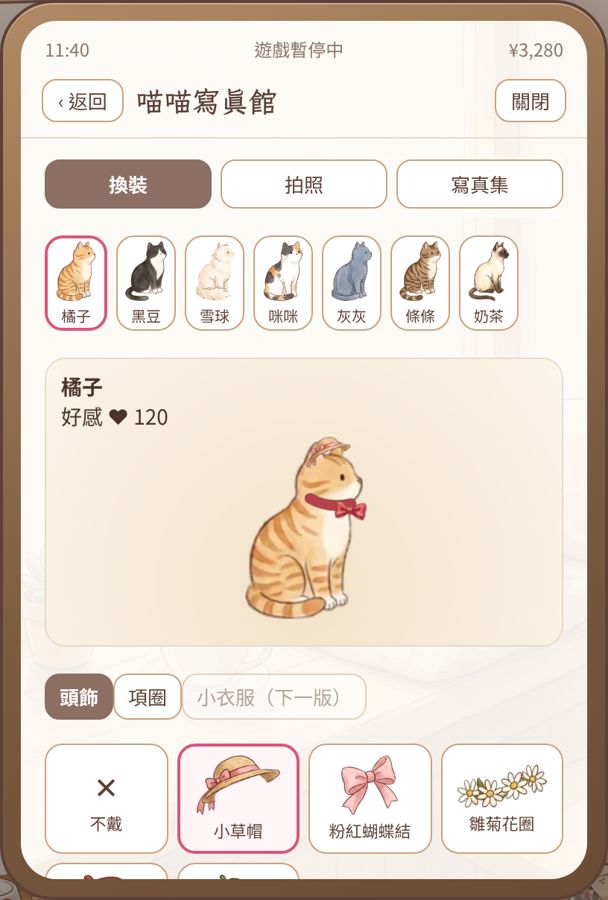 11:40 遊戲暫停中 ¥3,280
‹ 返回 喵喵寫真館 關閉
換裝 拍照 寫真集
橘子 黑豆 雪球 咪咪 灰灰 條條 奶茶
橘子
好感 ♥ 120
頭飾 項圈 小衣服（下一版）
× 不戴 小草帽 粉紅蝴蝶結 雛菊花圈